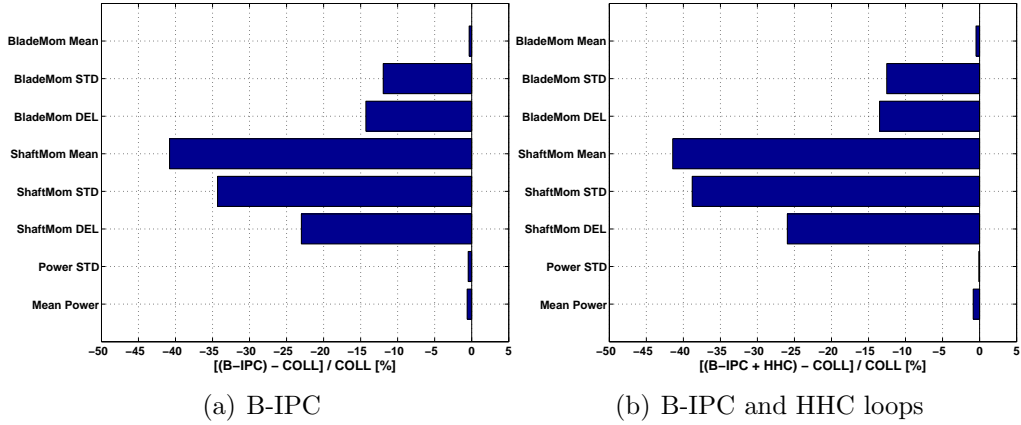 BladeMom Mean
BladeMom STD
BladeMom DEL
ShaftMom Mean
ShaftMom STD
ShaftMom DEL
Power STD
Mean Power
−50 −45 −40 −35 −30 −25 −20 −15 −10 −5 0 5
[(B−IPC) − COLL] / COLL [%]
(a) B-IPC
BladeMom Mean
BladeMom STD
BladeMom DEL
ShaftMom Mean
ShaftMom STD
ShaftMom DEL
Power STD
Mean Power
−50 −45 −40 −35 −30 −25 −20 −15 −10 −5 0 5
[(B−IPC + HHC) − COLL] / COLL [%]
(b) B-IPC and HHC loops